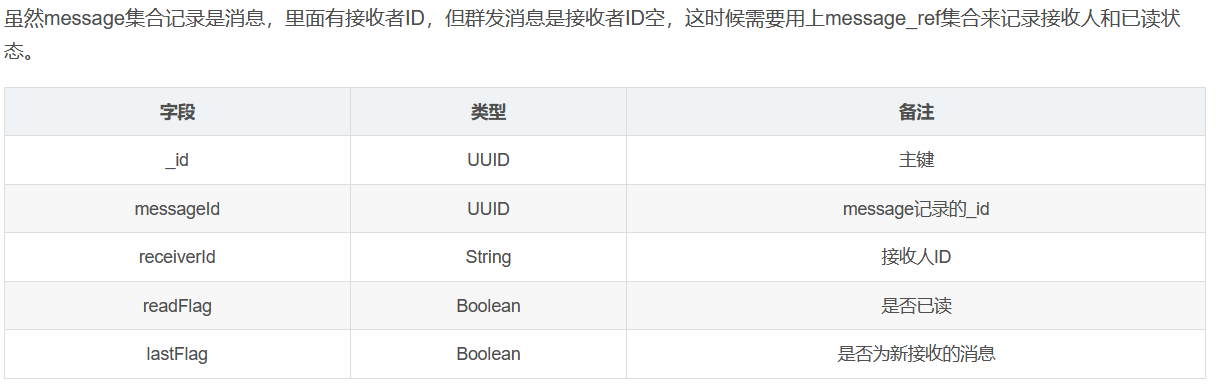 虽然message集合记录是消息，里面有接收者ID，但群发消息是接收者ID空，这时候需要用上message_ref集合来记录接收人和已读状
态。
字段 类型 备注
_id UUID 主键
messageId UUID message记录的_id
receiverId String 接收人ID
readFlag Boolean 是否已读
lastFlag Boolean 是否为新接收的消息